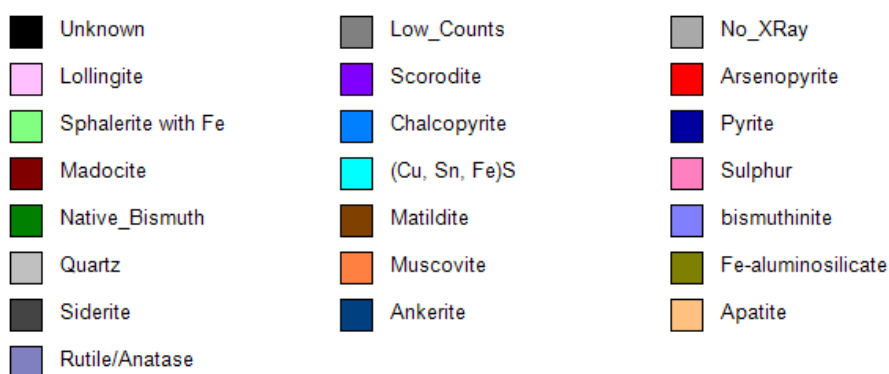 Unknown Low_Counts No_XRay
Lollingite Scorodite Arsenopyrite
Sphalerite with Fe Chalcopyrite Pyrite
Madocite (Cu, Sn, Fe)S Sulphur
Native_Bismuth Matildite bismuthinite
Quartz Muscovite Fe-aluminosilicate
Siderite Ankerite Apatite
Rutile/Anatase